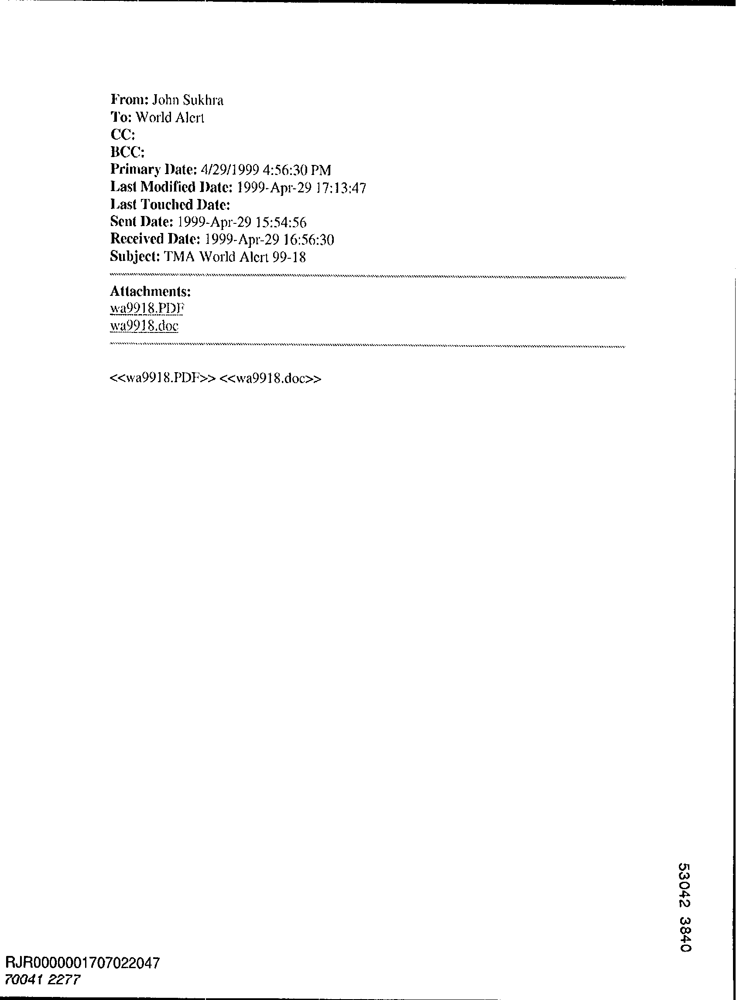 From: John Sukhra
To: World Alert
CC:
BCC:
Primary Date: 4/29/1999 4:56:30 PM
Last Modified Date: 1999-Apr-29 17:13:47
Last Touched Date:
Sent Date: 1999-Apr-29 15:54:56
Received Date: 1999-Apr-29 16:56:30
Subject: TMA World Alert 99-18
Attachments:
wa9918.PDF
wa9918.doc
<<wa9918.PDF>> <<wa9918.doc>>
53042 3840
RJR0000001707022047
70041 2277